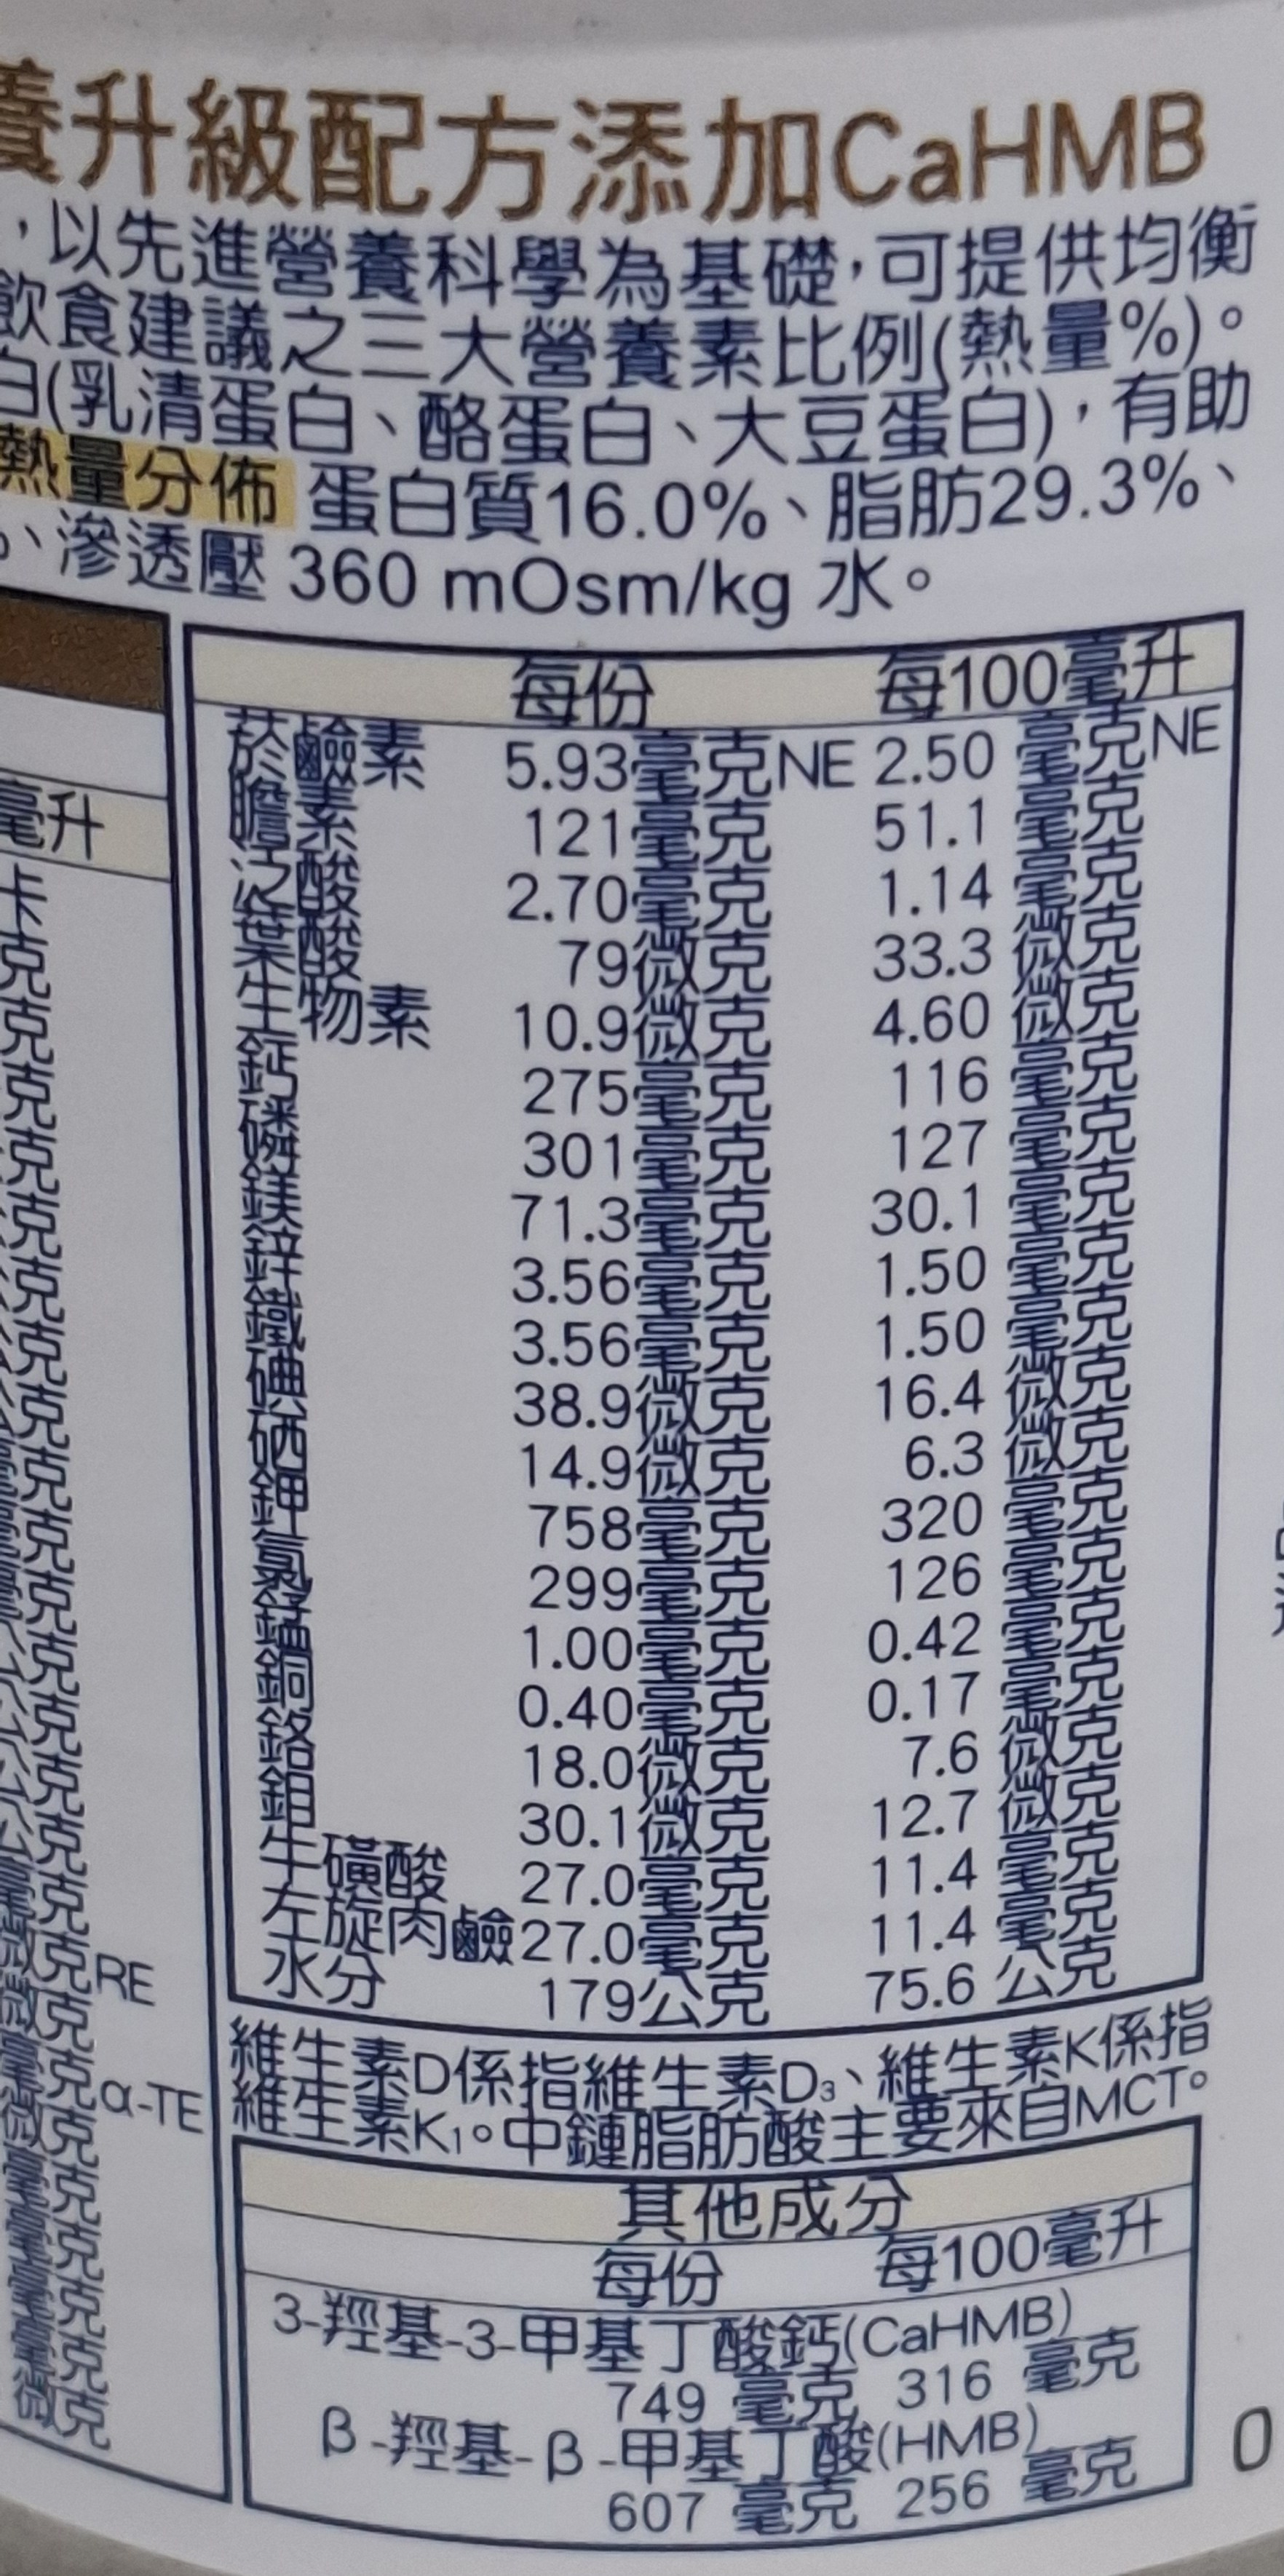 養升級配方添加CaHMB
，以先進營養科學為基礎，可提供均衡
飲食建議之三大營養素比例(熱量%)。
白(乳清蛋白、酪蛋白、大豆蛋白)，有助
熱量分佈 蛋白質16.0%、脂肪29.3%、
%、滲透壓 360 mOsm/kg 水。
每份 每100毫升
菸鹼素 5.93毫克NE 2.50 毫克NE
膽素 121毫克 51.1 毫克
泛酸 2.70毫克 1.14 毫克
葉酸 79微克 33.3 微克
生物素 10.9微克 4.60 微克
鈣 275毫克 116 毫克
磷 301毫克 127 毫克
鎂 71.3毫克 30.1 毫克
鋅 3.56毫克 1.50 毫克
鐵 3.56毫克 1.50 毫克
碘 38.9微克 16.4 微克
硒 14.9微克 6.3 微克
鉀 758毫克 320 毫克
氯 299毫克 126 毫克
錳 1.00毫克 0.42 毫克
銅 0.40毫克 0.17 毫克
鉻 18.0微克 7.6 微克
鉬 30.1微克 12.7 微克
牛磺酸 27.0毫克 11.4 毫克
左旋肉鹼 27.0毫克 11.4 毫克
水分 179公克 75.6 公克
維生素D係指維生素D₃、維生素K係指
維生素K₁。中鏈脂肪酸主要來自MCT。
其他成分
每份 每100毫升
3-羥基-3-甲基丁酸鈣(CaHMB)
749 毫克 316 毫克
β-羥基-β-甲基丁酸(HMB)
607 毫克 256 毫克